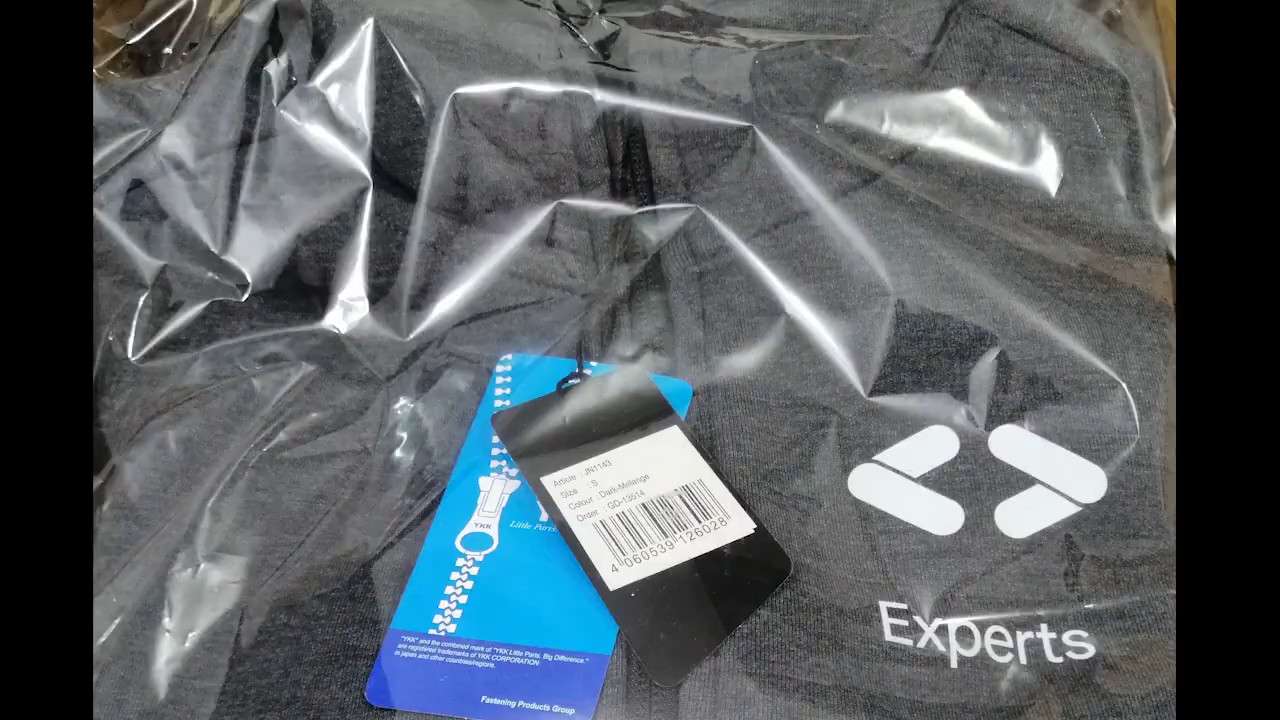 Article : JN1143
Size : S
Colour : Dark-Melange
Order : GD-13514
4 060539 126028
YKK
Little Parts.
"YKK" and the combined mark of "YKK Little Parts. Big Difference."
are registered trademarks of YKK CORPORATION
in japan and other countries/regions.
Fastening Products Group
Experts